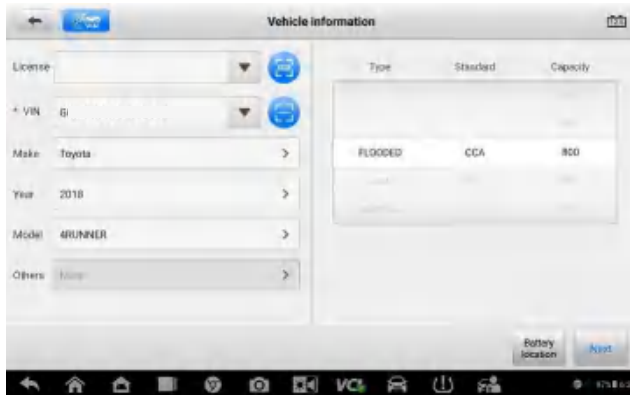 Vehicle information
License
Type Standard Capacity
* VIN
Make Toyota
FLOODED CCA 800
Year 2018
Model 4RUNNER
Others None
Battery location
Next
VCI